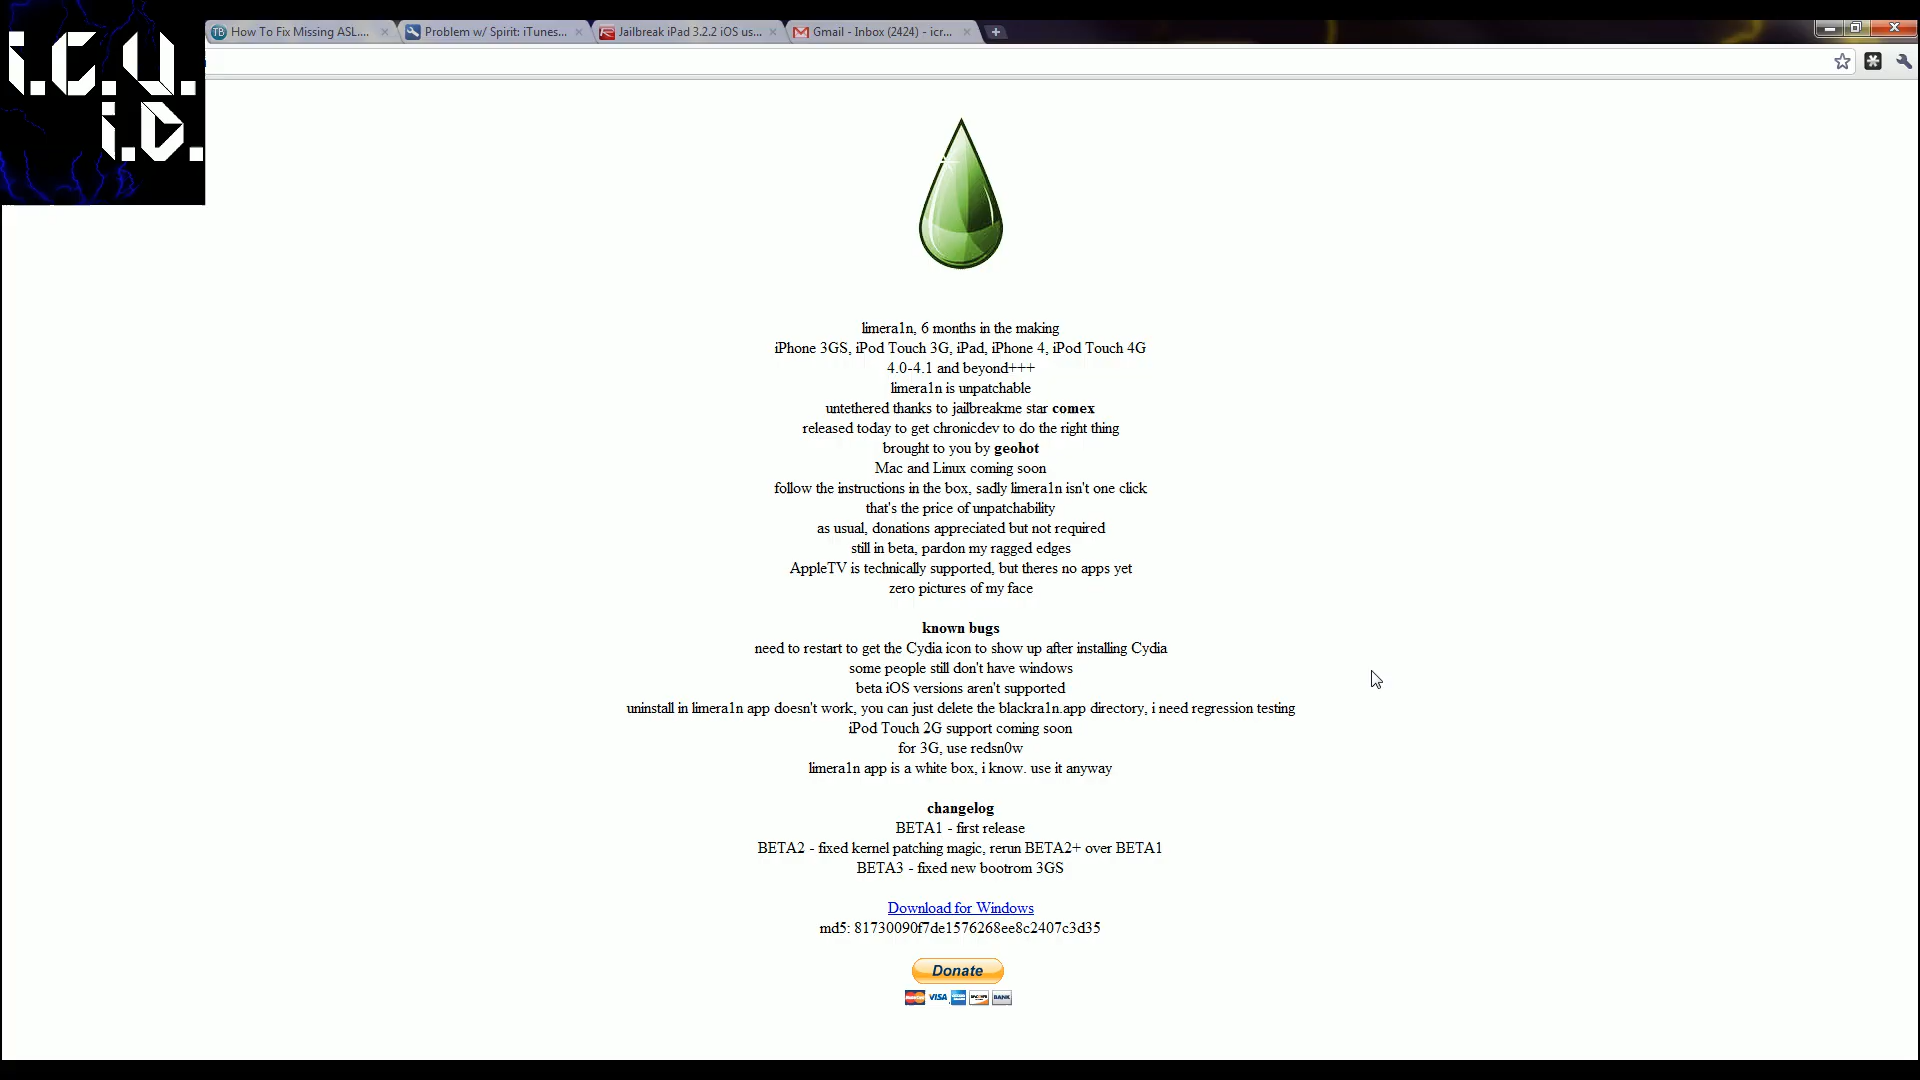 i.C.U.
i.D.
How To Fix Missing ASL....
Problem w/ Spirit: iTunes...
Jailbreak iPad 3.2.2 iOS us...
Gmail - Inbox (2424) - icr...
limera1n, 6 months in the making
iPhone 3GS, iPod Touch 3G, iPad, iPhone 4, iPod Touch 4G
4.0-4.1 and beyond+++
limera1n is unpatchable
untethered thanks to jailbreakme star comex
released today to get chronicdev to do the right thing
brought to you by geohot
Mac and Linux coming soon
follow the instructions in the box, sadly limera1n isn't one click
that's the price of unpatchability
as usual, donations appreciated but not required
still in beta, pardon my ragged edges
AppleTV is technically supported, but theres no apps yet
zero pictures of my face
known bugs
need to restart to get the Cydia icon to show up after installing Cydia
some people still don't have windows
beta iOS versions aren't supported
uninstall in limera1n app doesn't work, you can just delete the blackra1n.app directory, i need regression testing
iPod Touch 2G support coming soon
for 3G, use redsn0w
limera1n app is a white box, i know. use it anyway
changelog
BETA1 - first release
BETA2 - fixed kernel patching magic, rerun BETA2+ over BETA1
BETA3 - fixed new bootrom 3GS
Download for Windows
md5: 81730090f7de1576268ee8c2407c3d35
Donate
VISA
BANK